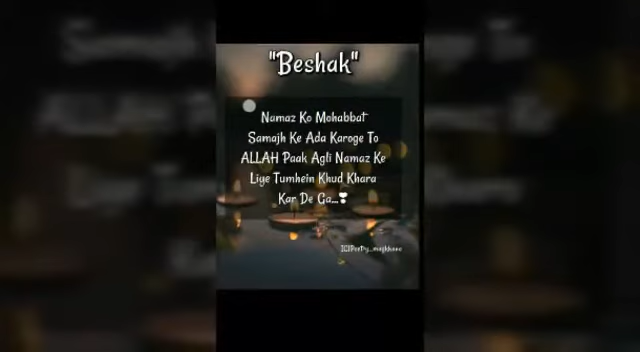 "Beshak"
Namaz Ko Mohabbat
Samajh Ke Ada Karoge To
ALLAH Paak Agli Namaz Ke
Liye Tumhein Khud Khara
Kar De Ga...❣